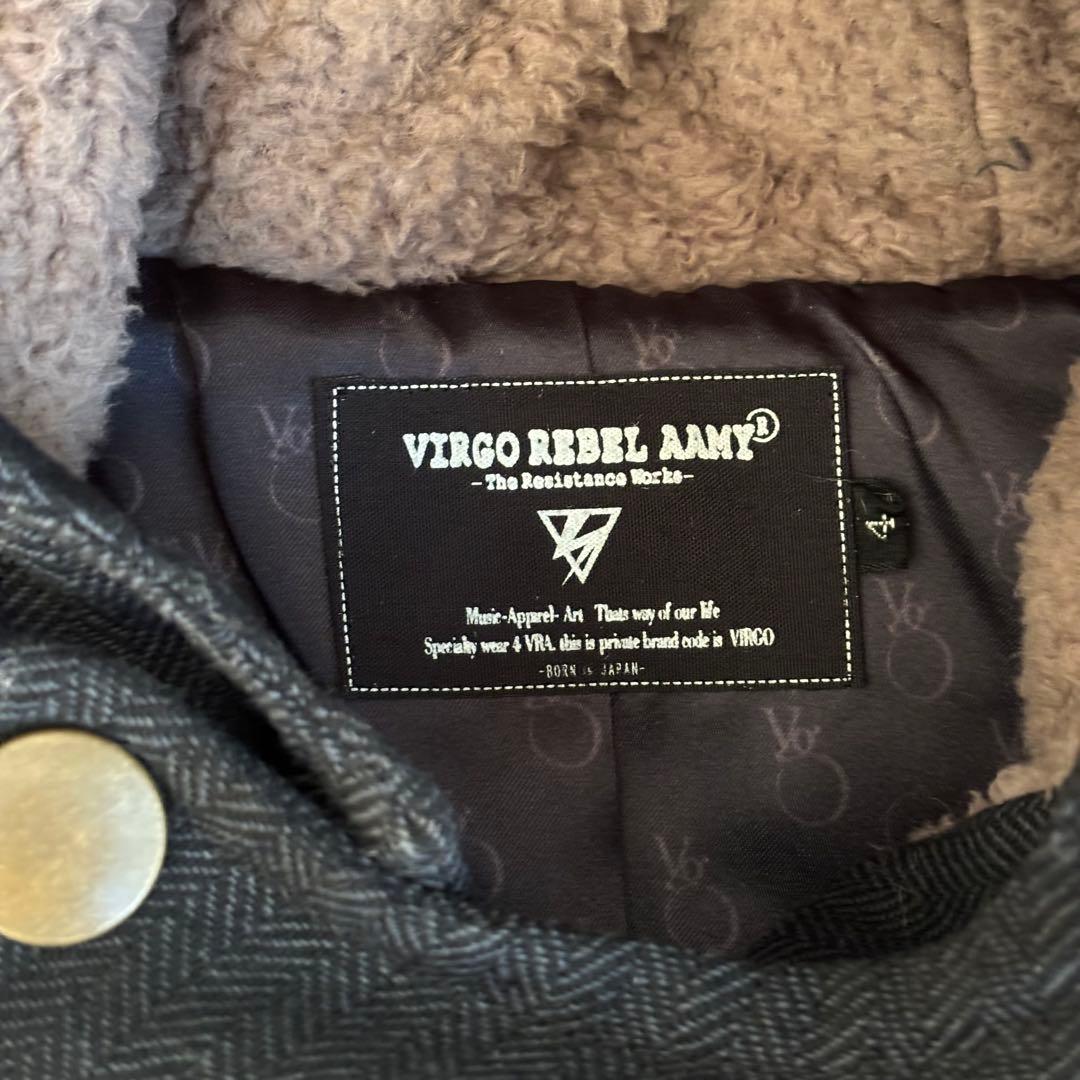 VIRGO REBEL AAMY®
-The Resistance Works-
Music-Apparel- Art Thats way of our life
Specialty wear 4 VRA. this is private brand code is VIRGO
-BORN IN JAPAN-
4